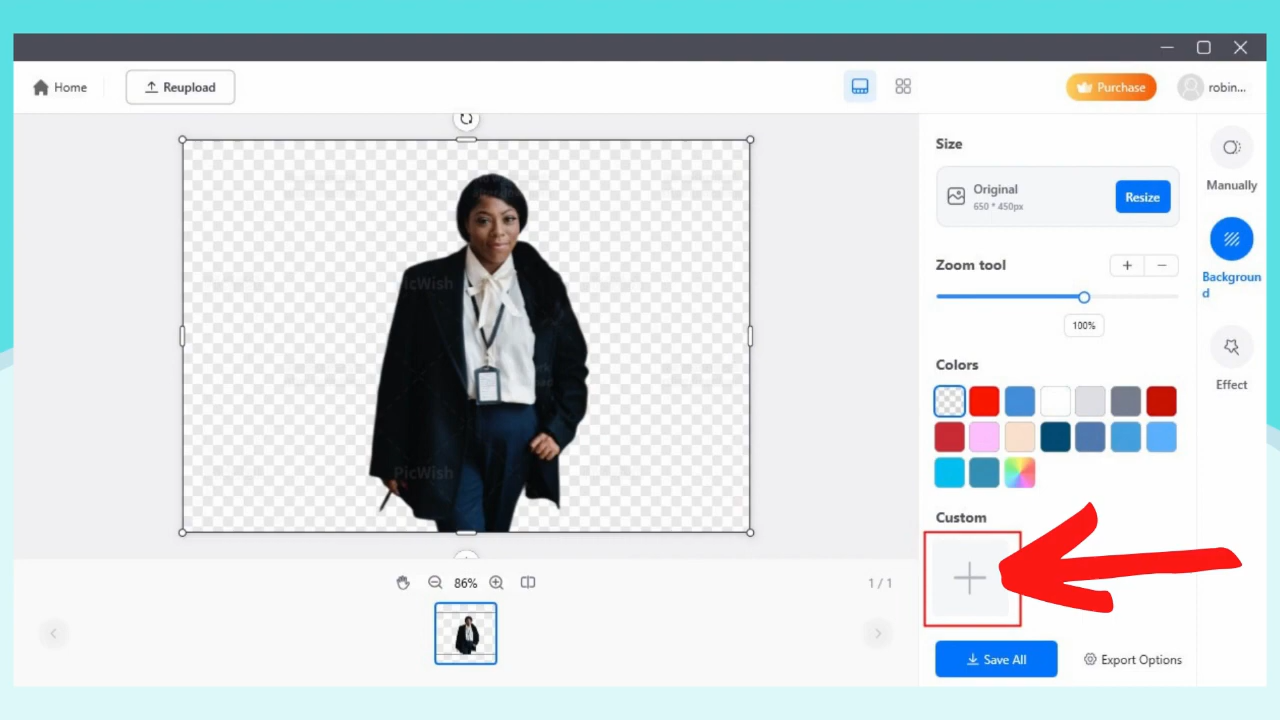 Home
Reupload
Purchase
robin...
Size
Original
650 * 450px
Resize
Manually
Zoom tool
+ −
Backgroun
d
100%
Colors
Effect
PicWish
PicWish
Custom
86%
1 / 1
Save All
Export Options